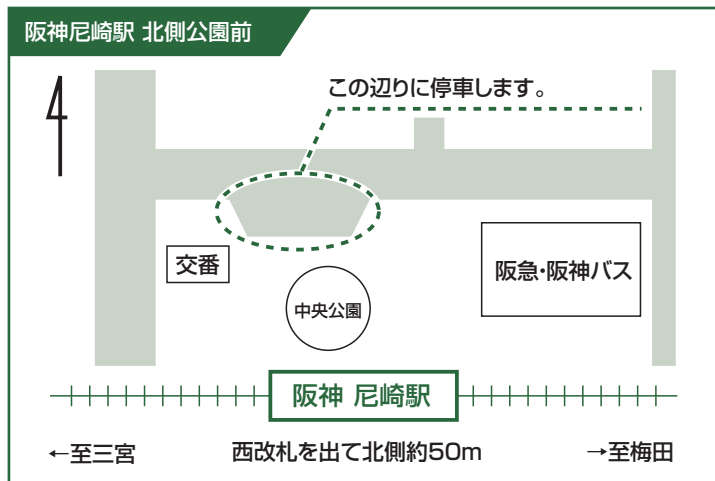 阪神尼崎駅 北側公園前
この辺りに停車します。
交番
阪急・阪神バス
中央公園
阪神 尼崎駅
←至三宮
西改札を出て北側約50m
→至梅田